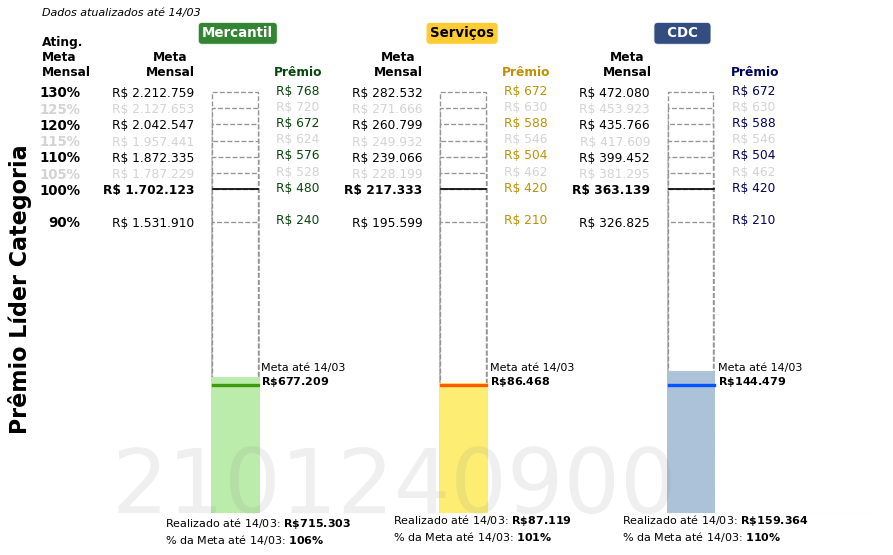 Dados atualizados até 14/03
Mercantil Serviços CDC
Ating. Meta Mensal Meta Mensal Prêmio Meta Mensal Prêmio Meta Mensal Prêmio
130% R$ 2.212.759 R$ 768 R$ 282.532 R$ 672 R$ 472.080 R$ 672
125% R$ 2.127.653 R$ 720 R$ 271.666 R$ 630 R$ 453.923 R$ 630
120% R$ 2.042.547 R$ 672 R$ 260.799 R$ 588 R$ 435.766 R$ 588
115% R$ 1.957.441 R$ 624 R$ 249.932 R$ 546 R$ 417.609 R$ 546
110% R$ 1.872.335 R$ 576 R$ 239.066 R$ 504 R$ 399.452 R$ 504
105% R$ 1.787.229 R$ 528 R$ 228.199 R$ 462 R$ 381.295 R$ 462
100% R$ 1.702.123 R$ 480 R$ 217.333 R$ 420 R$ 363.139 R$ 420
90% R$ 1.531.910 R$ 240 R$ 195.599 R$ 210 R$ 326.825 R$ 210
Prêmio Líder Categoria
Meta até 14/03 Meta até 14/03 Meta até 14/03
R$677.209 R$86.468 R$144.479
2101240900
Realizado até 14/03: R$715.303 Realizado até 14/03: R$87.119 Realizado até 14/03: R$159.364
% da Meta até 14/03: 106% % da Meta até 14/03: 101% % da Meta até 14/03: 110%